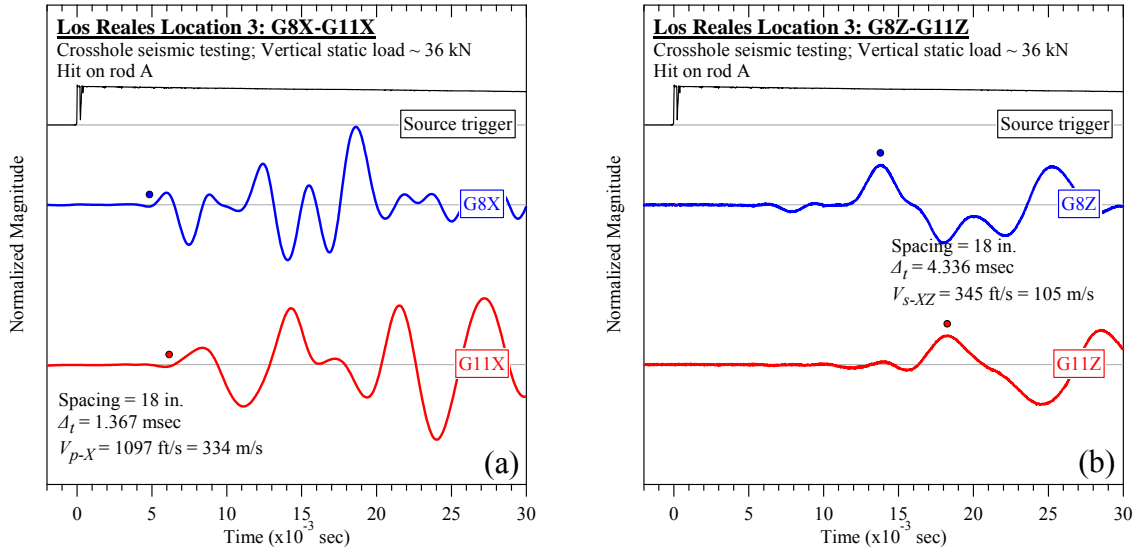 Los Reales Location 3: G8X-G11X
Crosshole seismic testing; Vertical static load ~ 36 kN
Hit on rod A
Source trigger
G8X
G11X
Spacing = 18 in.
Δt = 1.367 msec
Vp-X = 1097 ft/s = 334 m/s
(a)
Normalized Magnitude
0 5 10 15 20 25 30
Time (x10-3 sec)
Los Reales Location 3: G8Z-G11Z
Crosshole seismic testing; Vertical static load ~ 36 kN
Hit on rod A
Source trigger
G8Z
Spacing = 18 in.
Δt = 4.336 msec
Vs-XZ = 345 ft/s = 105 m/s
G11Z
(b)
Normalized Magnitude
0 5 10 15 20 25 30
Time (x10-3 sec)